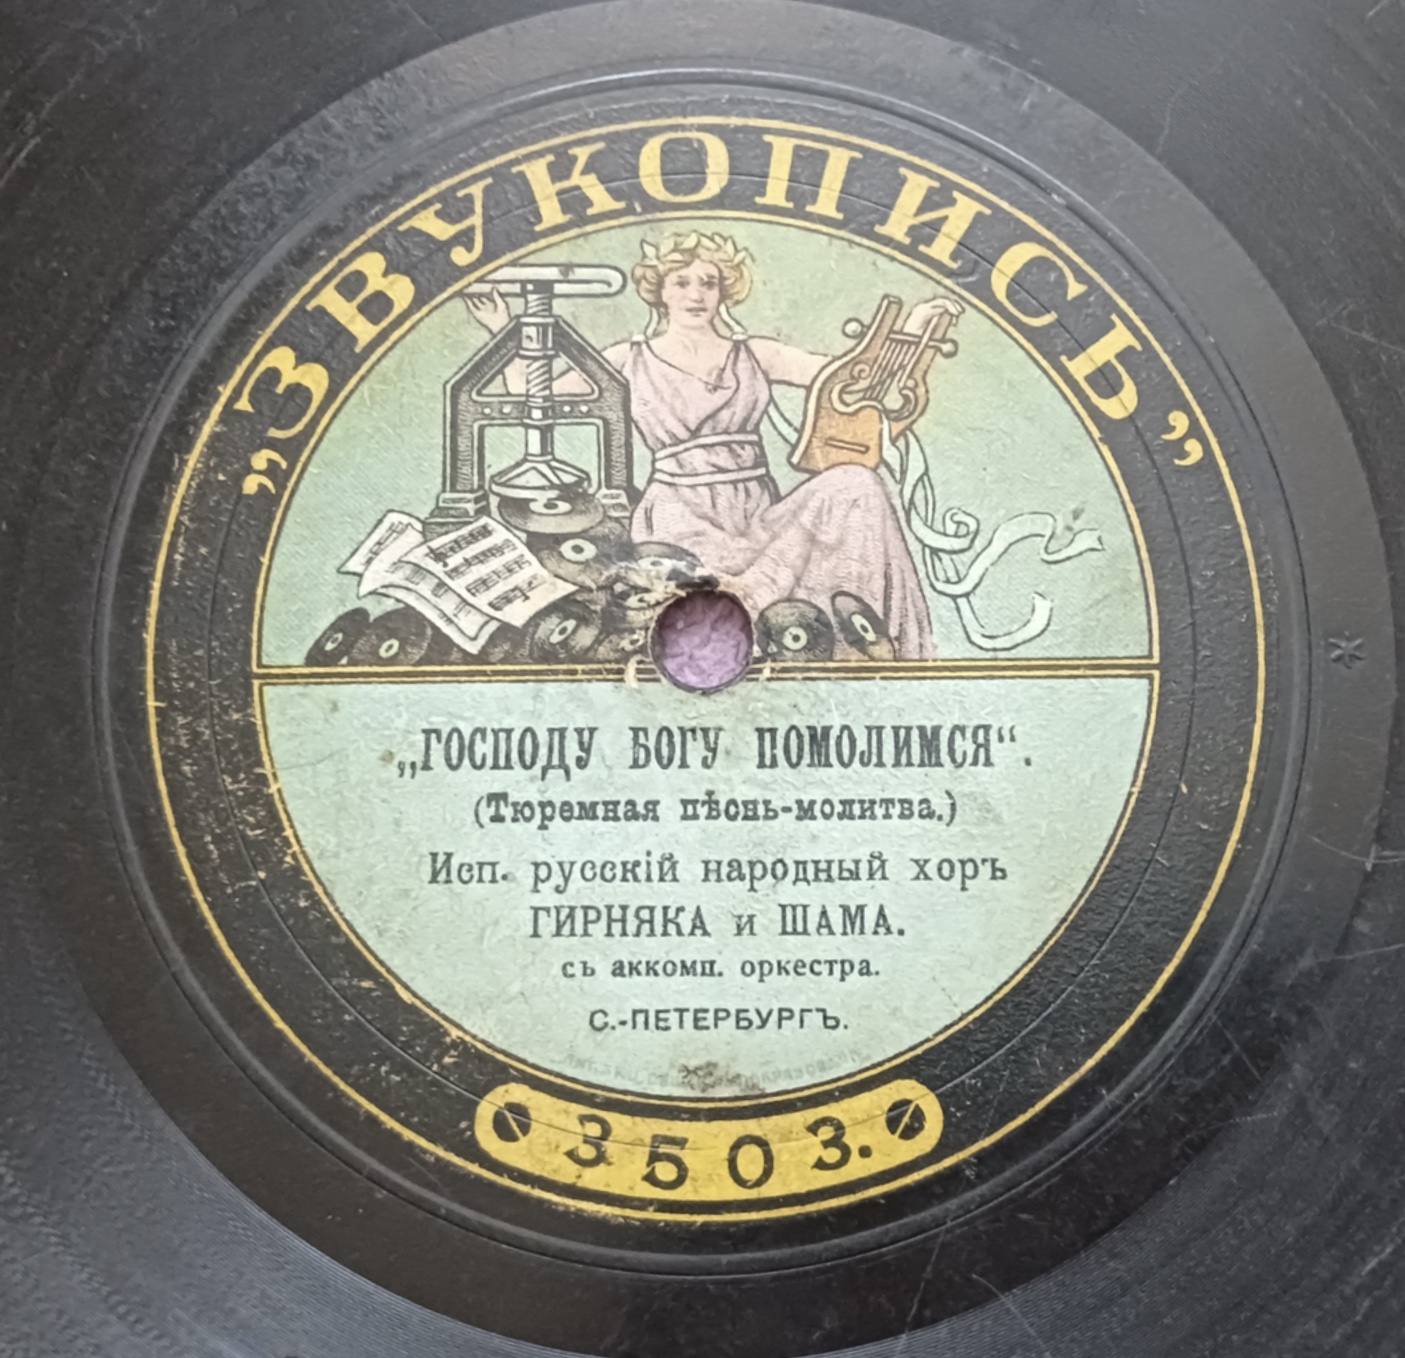 „ЗВУКОПИСЬ”
„ГОСПОДУ БОГУ ПОМОЛИМСЯ“.
(Тюремная пѣснь-молитва.)
Исп. русскій народный хоръ
ГИРНЯКА и ШАМА.
съ аккомп. оркестра.
С.-ПЕТЕРБУРГЪ.
3503.